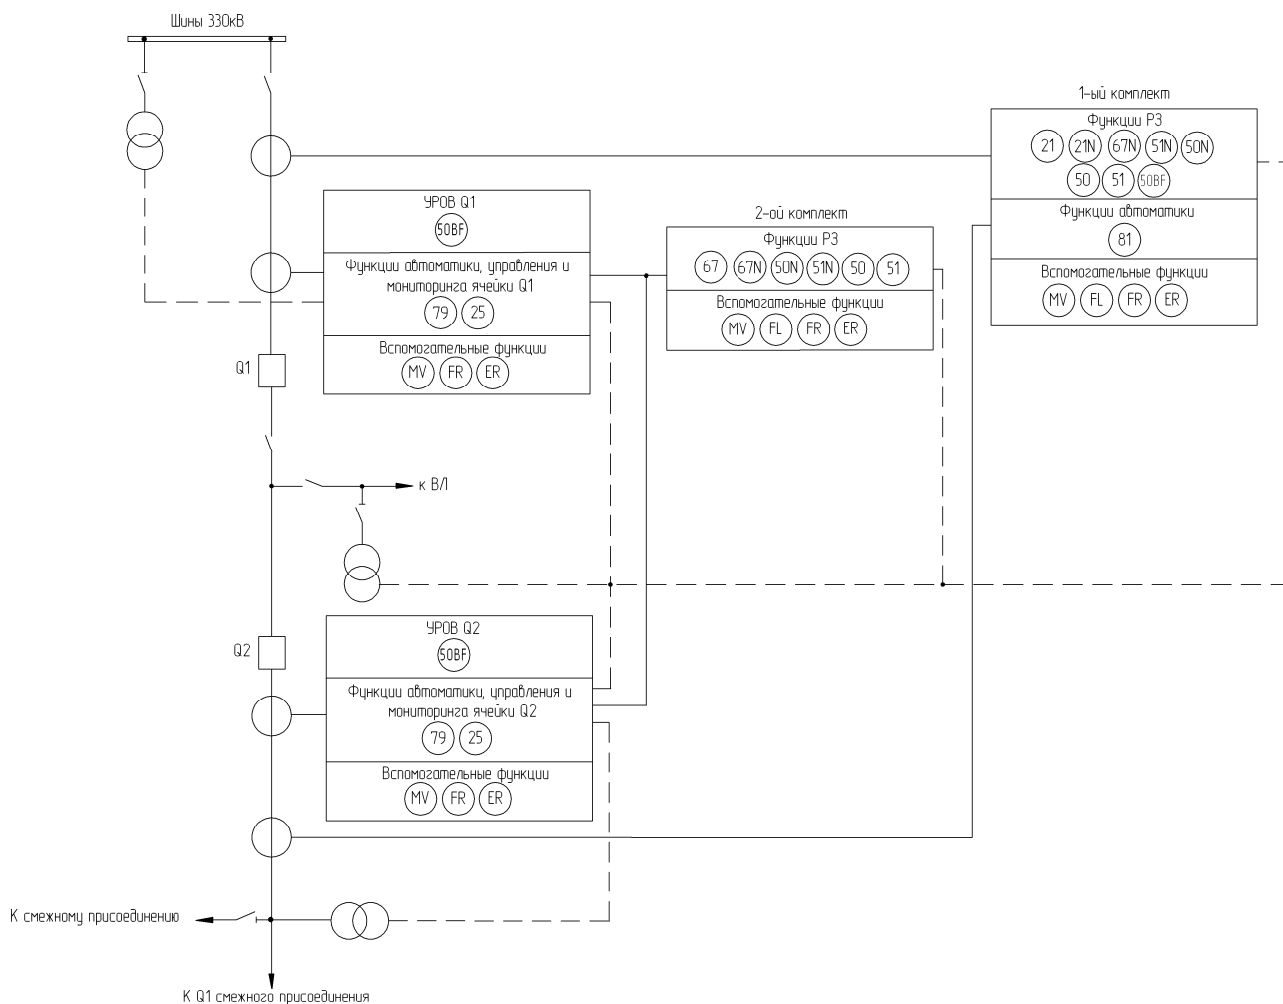 Шины 330кВ
1-ый комплект
Функции РЗ
21 21N 67N 51N 50N
50 51 50BF
Функции автоматики
81
Вспомогательные функции
MV FL FR ER
2-ой комплект
Функции РЗ
67 67N 50N 51N 50 51
Вспомогательные функции
MV FL FR ER
УРОВ Q1
50BF
Функции автоматики, управления и
мониторинга ячейки Q1
79 25
Вспомогательные функции
MV FR ER
Q1
к ВЛ
УРОВ Q2
50BF
Q2
Функции автоматики, управления и
мониторинга ячейки Q2
79 25
Вспомогательные функции
MV FR ER
К смежному присоединению
К Q1 смежного присоединения